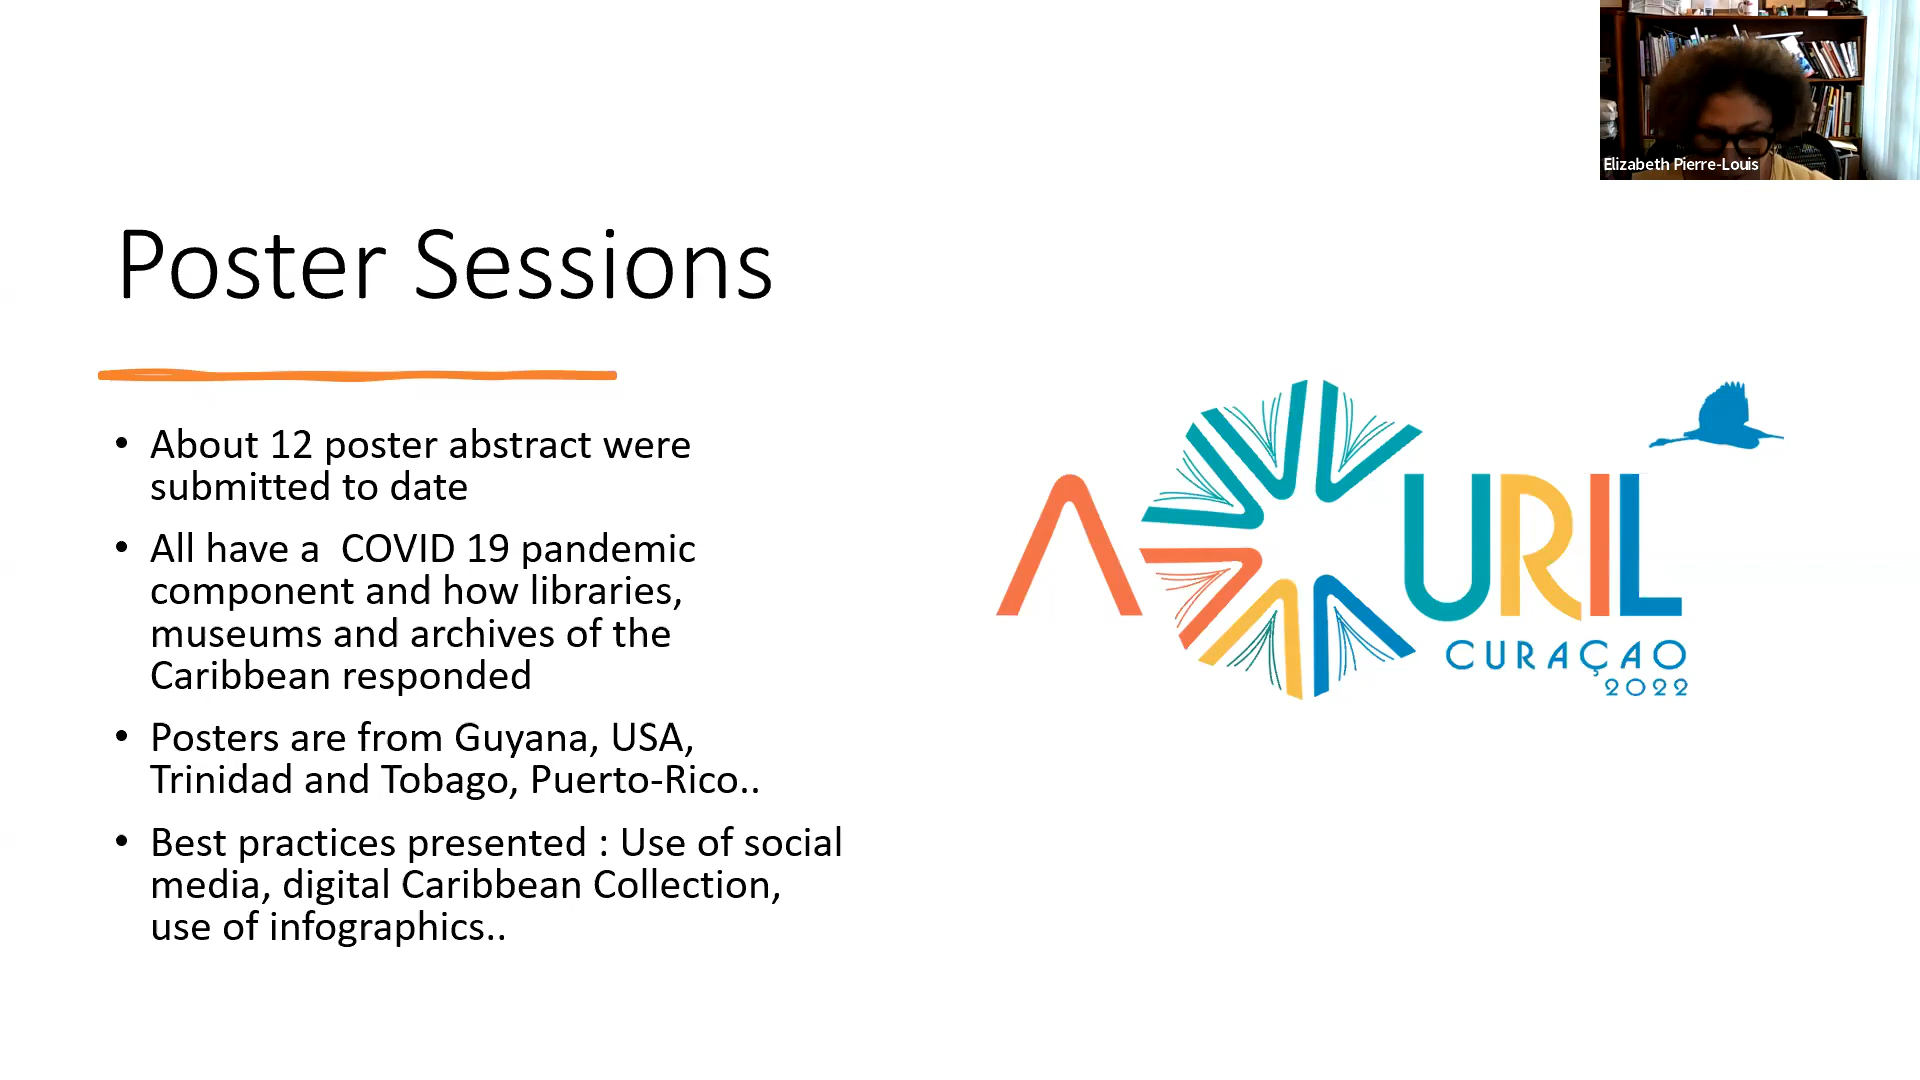 Elizabeth Pierre-Louis
Poster Sessions
• About 12 poster abstract were
submitted to date
• All have a  COVID 19 pandemic
component and how libraries,
museums and archives of the
Caribbean responded
• Posters are from Guyana, USA,
Trinidad and Tobago, Puerto-Rico..
• Best practices presented : Use of social
media, digital Caribbean Collection,
use of infographics..
ACURIL
CURAÇAO
2022